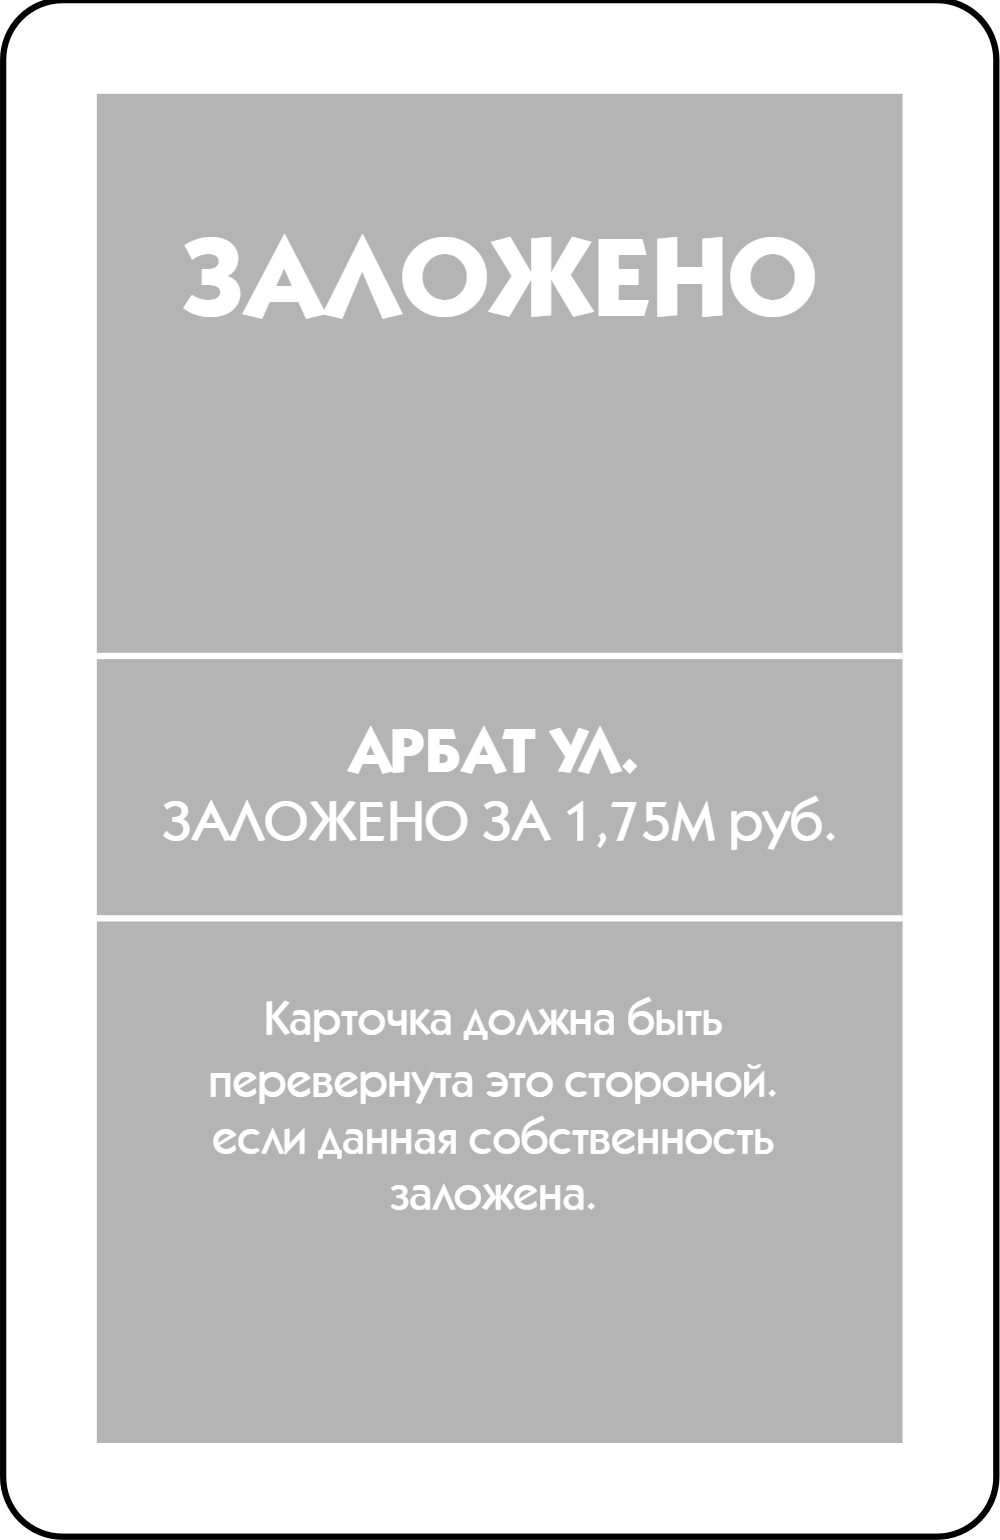 ЗАЛОЖЕНО
АРБАТ УЛ.
ЗАЛОЖЕНО ЗА 1,75М руб.
Карточка должна быть
перевернута это стороной.
если данная собственность
заложена.